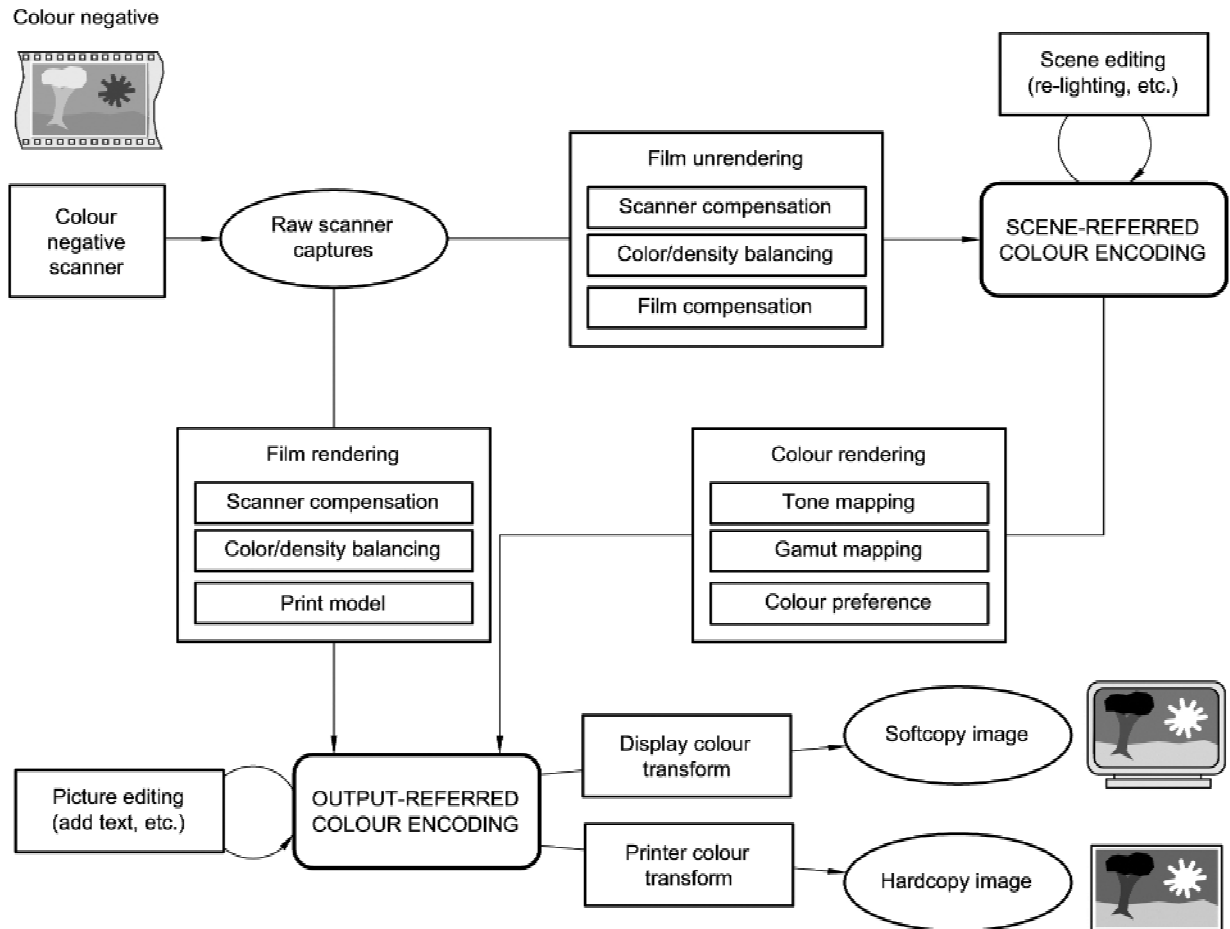 Colour negative
Colour
negative
scanner
Raw scanner
captures
Film unrendering
Scanner compensation
Color/density balancing
Film compensation
Scene editing
(re-lighting, etc.)
SCENE-REFERRED
COLOUR ENCODING
Film rendering
Scanner compensation
Color/density balancing
Print model
Colour rendering
Tone mapping
Gamut mapping
Colour preference
Picture editing
(add text, etc.)
OUTPUT-REFERRED
COLOUR ENCODING
Display colour
transform
Softcopy image
Printer colour
transform
Hardcopy image